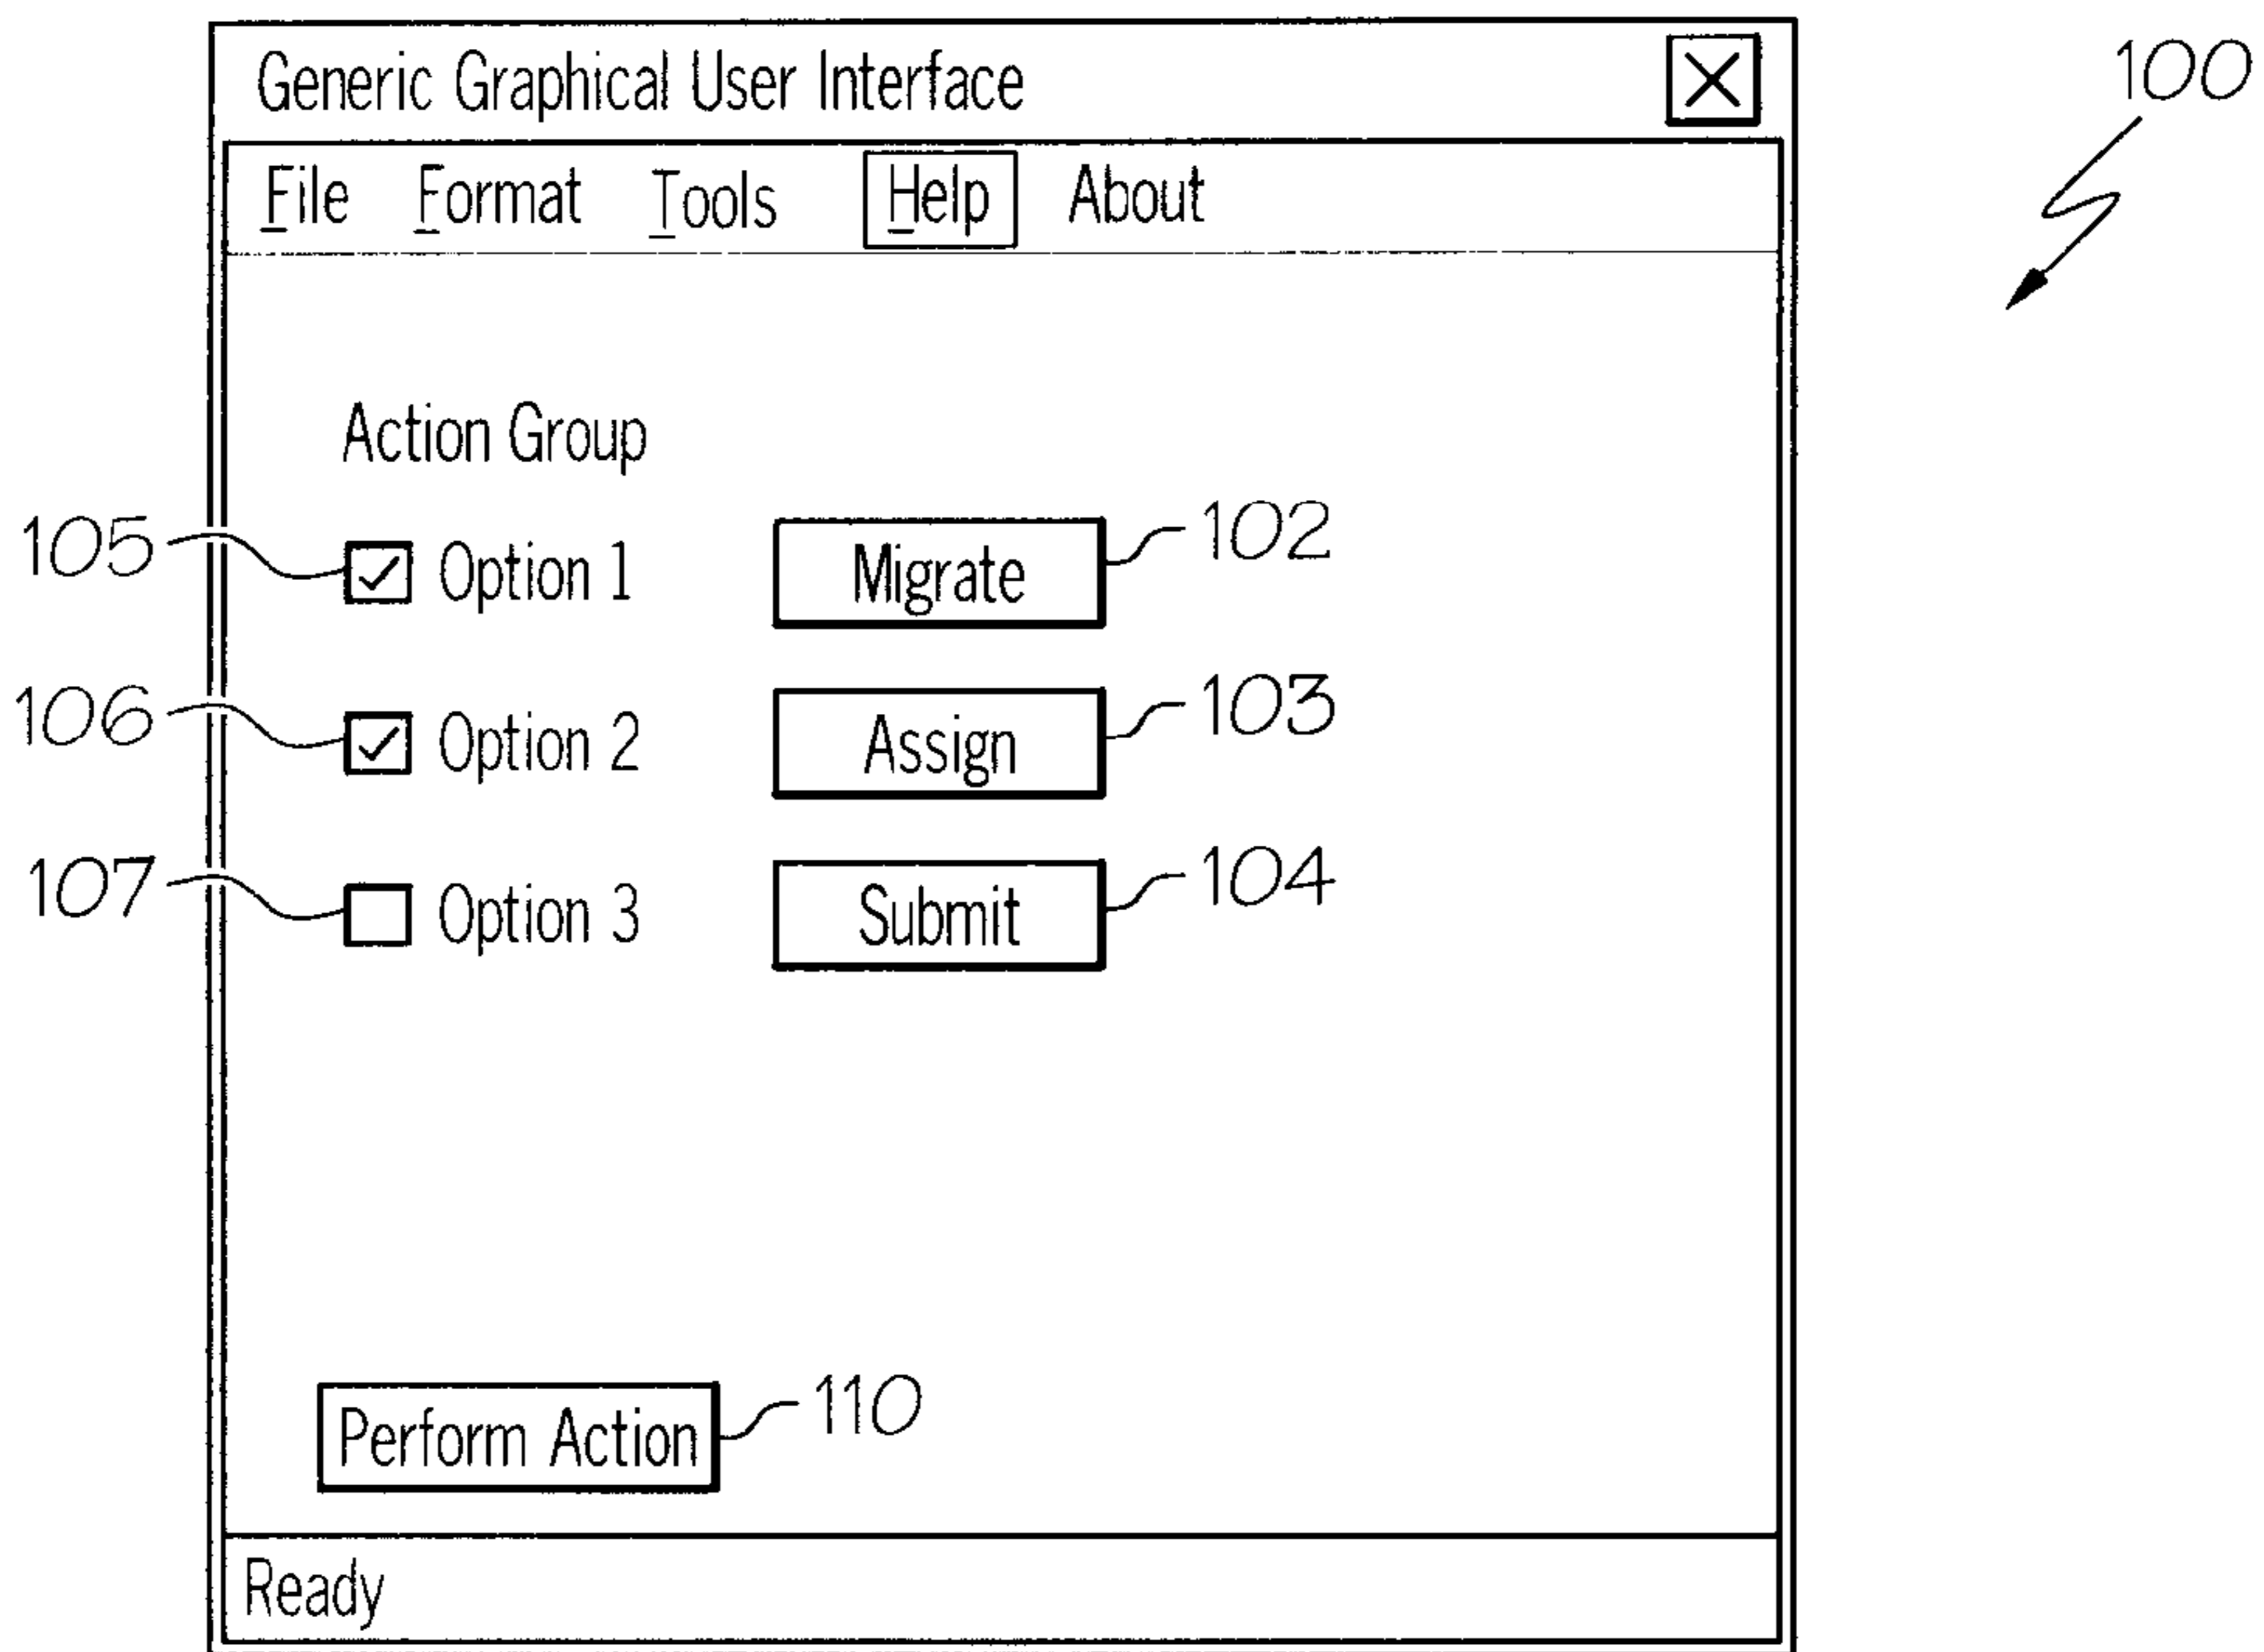 Generic Graphical User Interface
100
File Format Tools Help About
Action Group
105 Option 1 Migrate 102
106 Option 2 Assign 103
107 Option 3 Submit 104
Perform Action 110
Ready